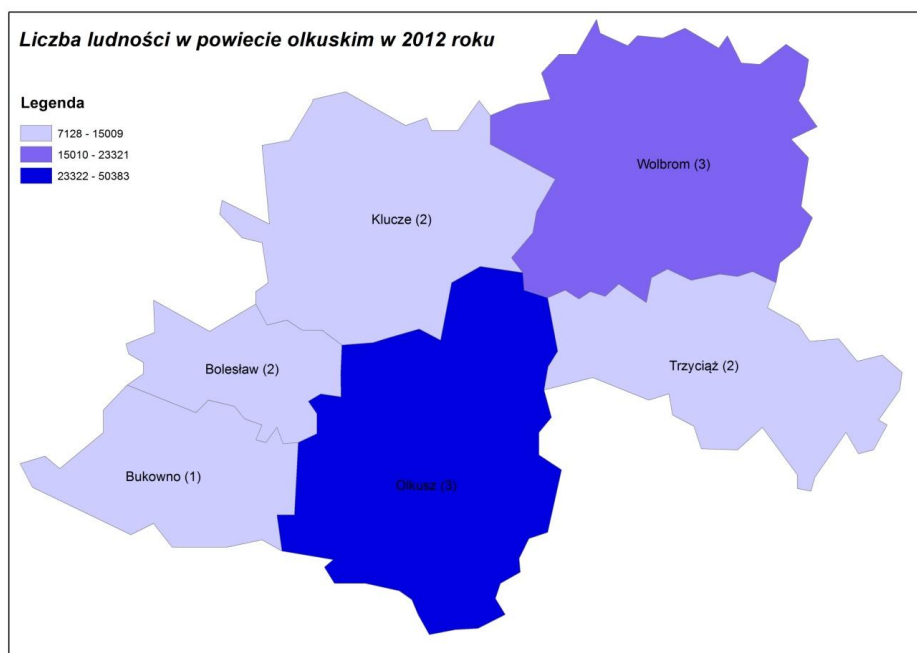 Liczba ludności w powiecie olkuskim w 2012 roku
Legenda
7128 - 15009
15010 - 23321
23322 - 50383
Wolbrom (3)
Klucze (2)
Bolesław (2)
Trzyciąż (2)
Bukowno (1)
Olkusz (3)